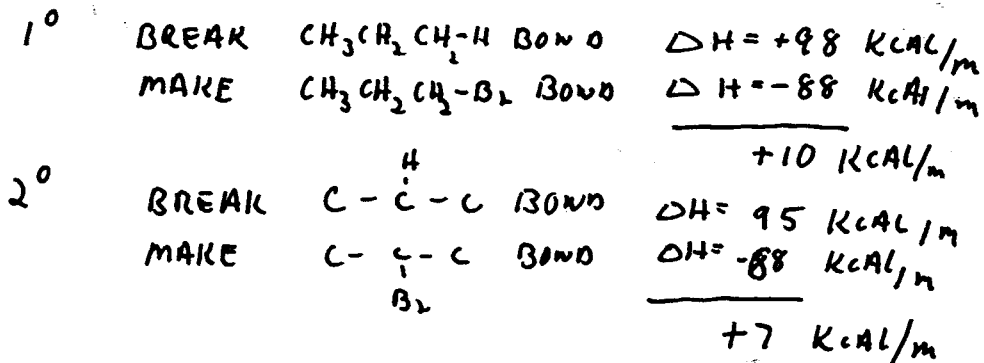 1° BREAK CH₃CH₂CH₂-H BOND ΔH = +98 KCAL/m
MAKE CH₃CH₂CH₂-Br BOND ΔH = -88 KCAl/m
+10 KCAL/m
H
2° BREAK C - C - C BOND ΔH = 95 KCAL/m
MAKE C - C - C BOND ΔH = -88 KCAL/m
Br
+7 KCAL/m